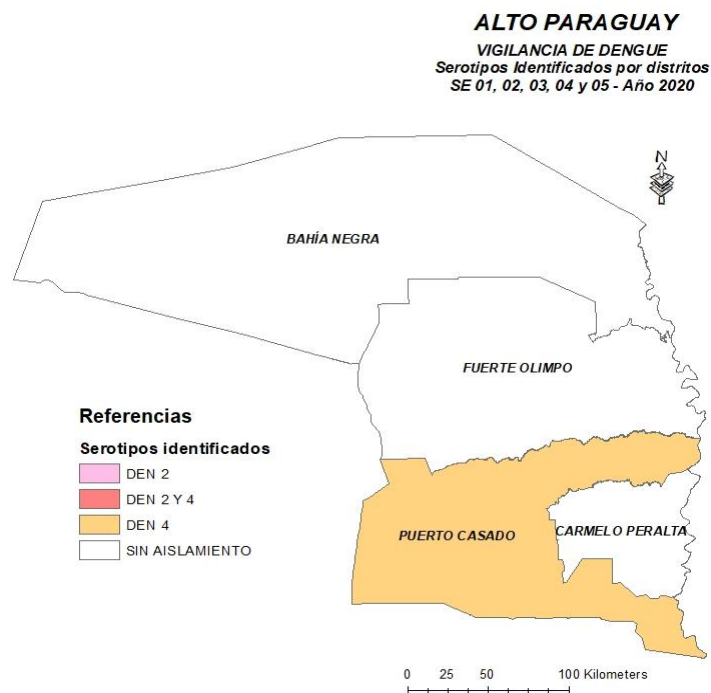 ALTO PARAGUAY
VIGILANCIA DE DENGUE
Serotipos Identificados por distritos
SE 01, 02, 03, 04 y 05 - Año 2020
N
BAHÍA NEGRA
FUERTE OLIMPO
Referencias
Serotipos identificados
DEN 2
DEN 2 Y 4
DEN 4
SIN AISLAMIENTO
PUERTO CASADO
CARMELO PERALTA
0 25 50 100 Kilometers